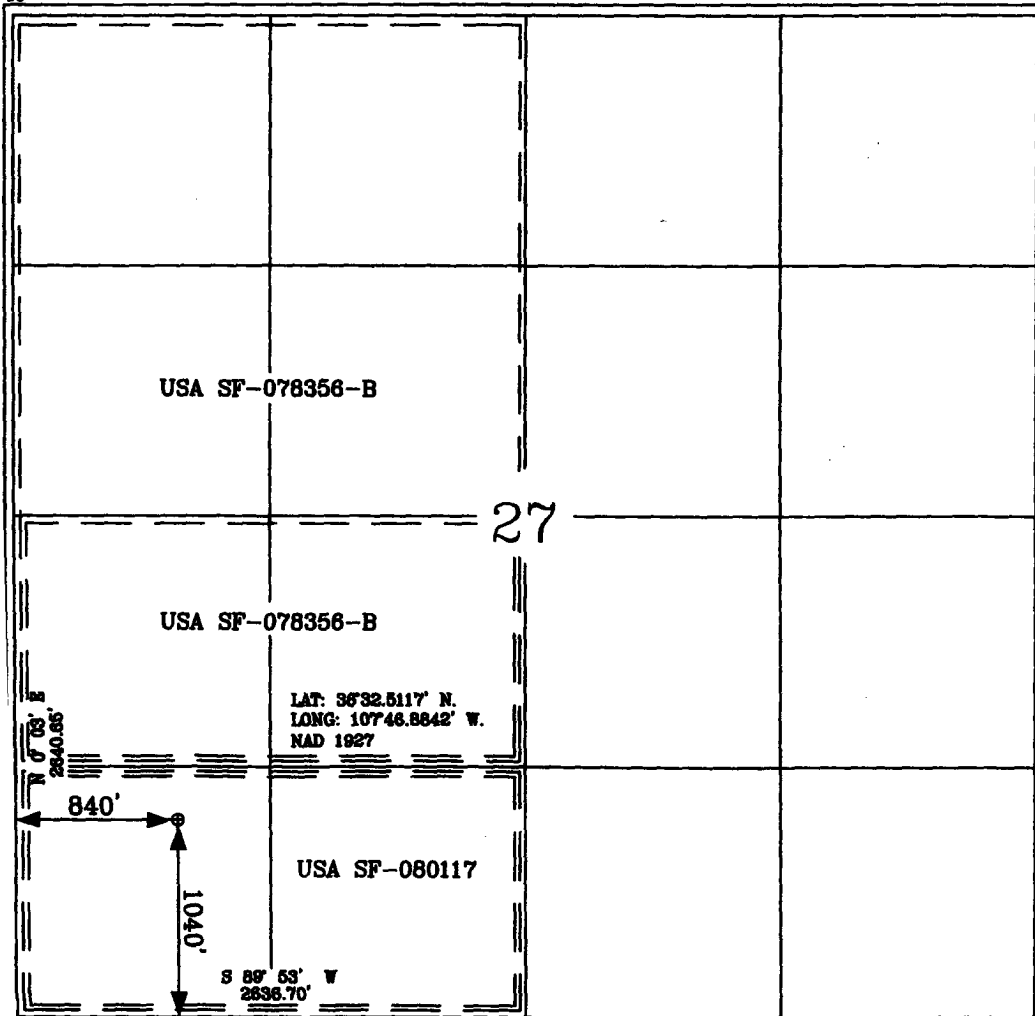 USA SF-078356-B
27
USA SF-078356-B
LAT: 36°32.5117' N.
LONG: 107°46.8842' W.
NAD 1927
N 0° 03' E
2640.65'
840'
USA SF-080117
1040'
S 89° 53' W
2636.70'